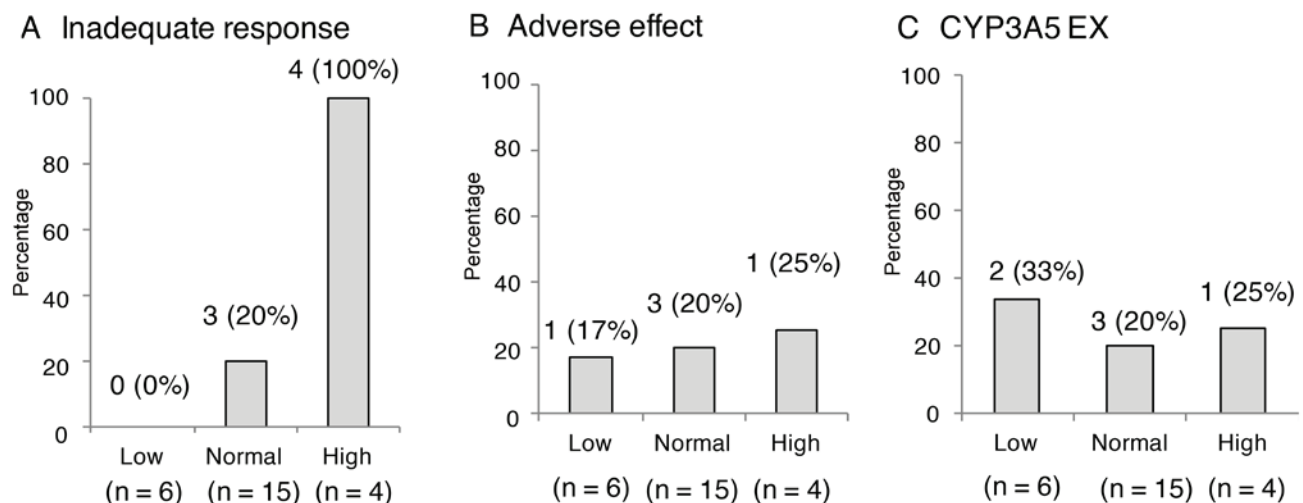 A Inadequate response
4 (100%)
100
80
60
40
20
0
Percentage
3 (20%)
0 (0%)
Low
Normal
High
(n = 6)
(n = 15)
(n = 4)
B Adverse effect
100
80
60
40
20
0
Percentage
1 (25%)
3 (20%)
1 (17%)
Low
Normal
High
(n = 6)
(n = 15)
(n = 4)
C CYP3A5 EX
100
80
60
40
20
0
Percentage
2 (33%)
1 (25%)
3 (20%)
Low
Normal
High
(n = 6)
(n = 15)
(n = 4)